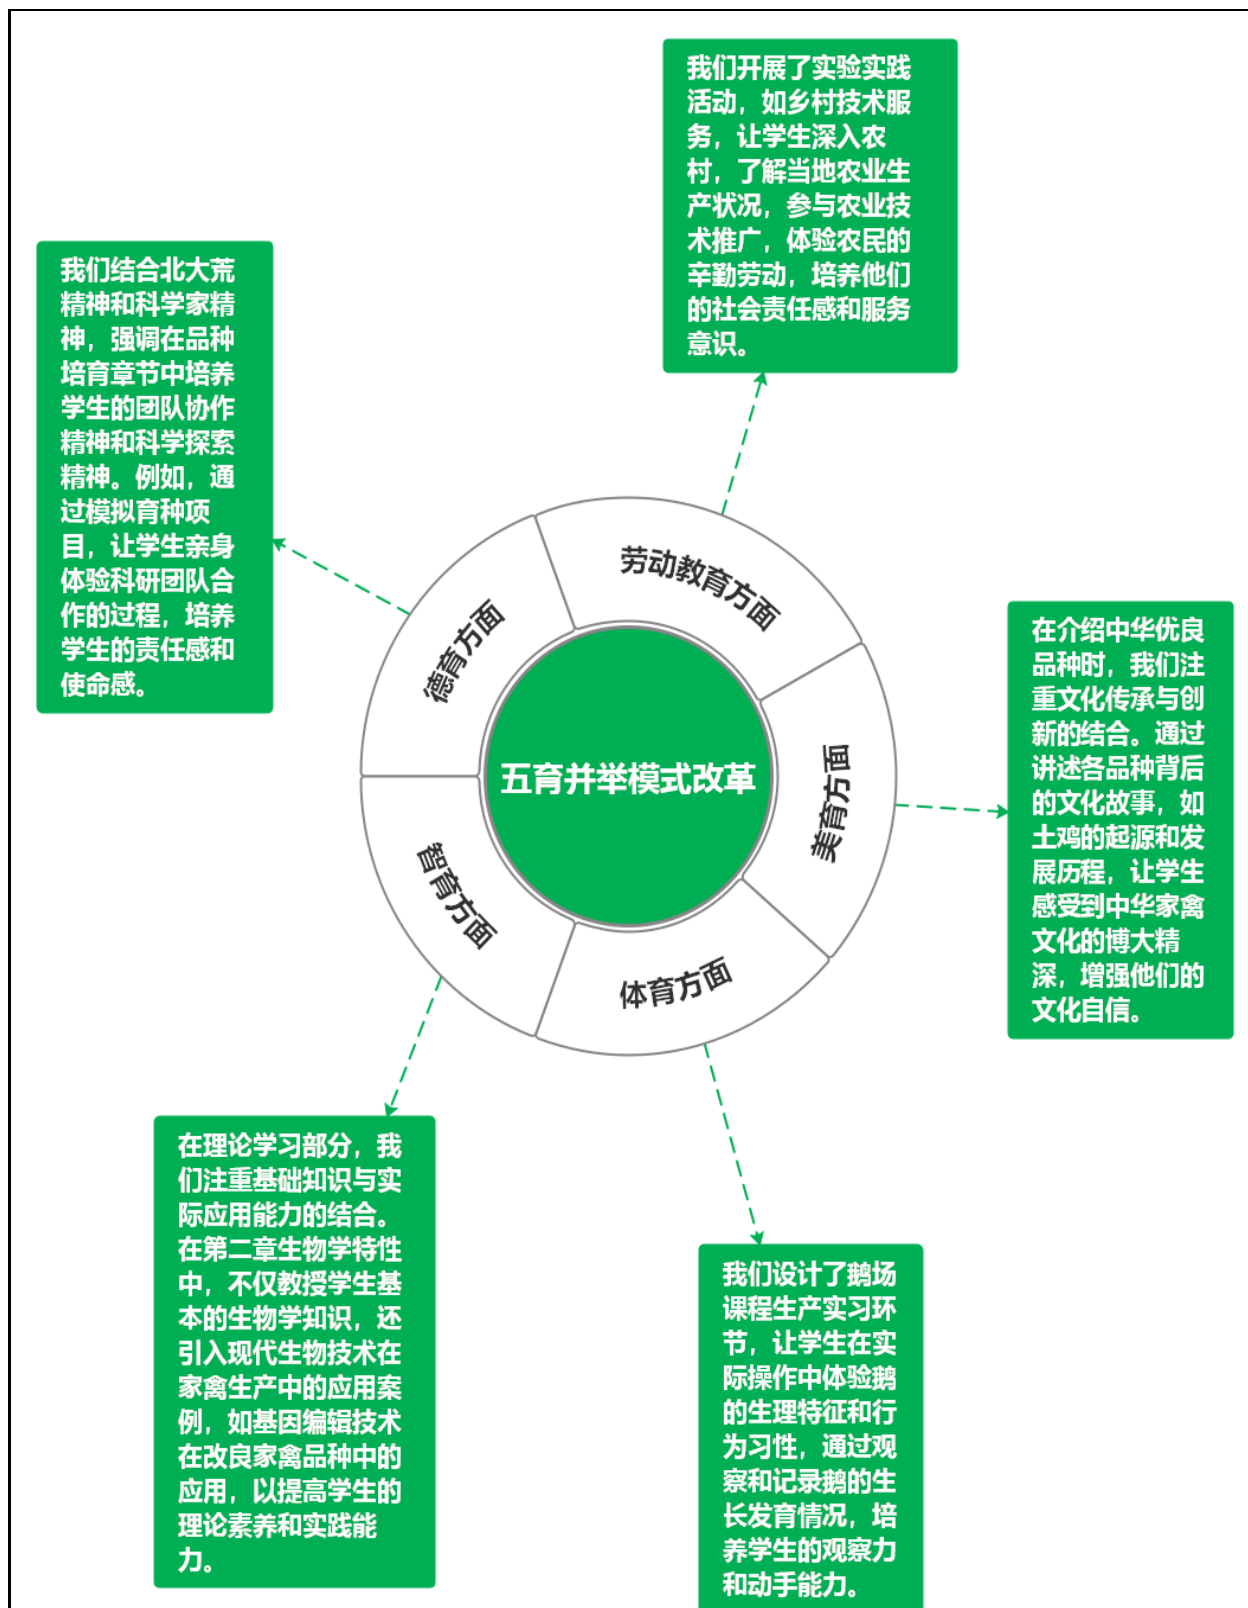 我们开展了实验实践
活动，如乡村技术服
务，让学生深入农
村，了解当地农业生
产状况，参与农业技
术推广，体验农民的
辛勤劳动，培养他们
的社会责任感和服务
意识。
我们结合北大荒
精神和科学家精
神，强调在品种
培育章节中培养
学生的团队协作
精神和科学探索
精神。例如，通
过模拟育种项
目，让学生亲身
体验科研团队合
作的过程，培养
学生的责任感和
使命感。
劳动教育方面
德育方面
五育并举模式改革
美育方面
智育方面
体育方面
在介绍中华优良
品种时，我们注
重文化传承与创
新的结合。通过
讲述各品种背后
的文化故事，如
土鸡的起源和发
展历程，让学生
感受到中华家禽
文化的博大精
深，增强他们的
文化自信。
在理论学习部分，我
们注重基础知识与实
际应用能力的结合。
在第二章生物学特性
中，不仅教授学生基
本的生物学知识，还
引入现代生物技术在
家禽生产中的应用案
例，如基因编辑技术
在改良家禽品种中的
应用，以提高学生的
理论素养和实践能
力。
我们设计了鹅场
课程生产实习环
节，让学生在实
际操作中体验鹅
的生理特征和行
为习性，通过观
察和记录鹅的生
长发育情况，培
养学生的观察力
和动手能力。